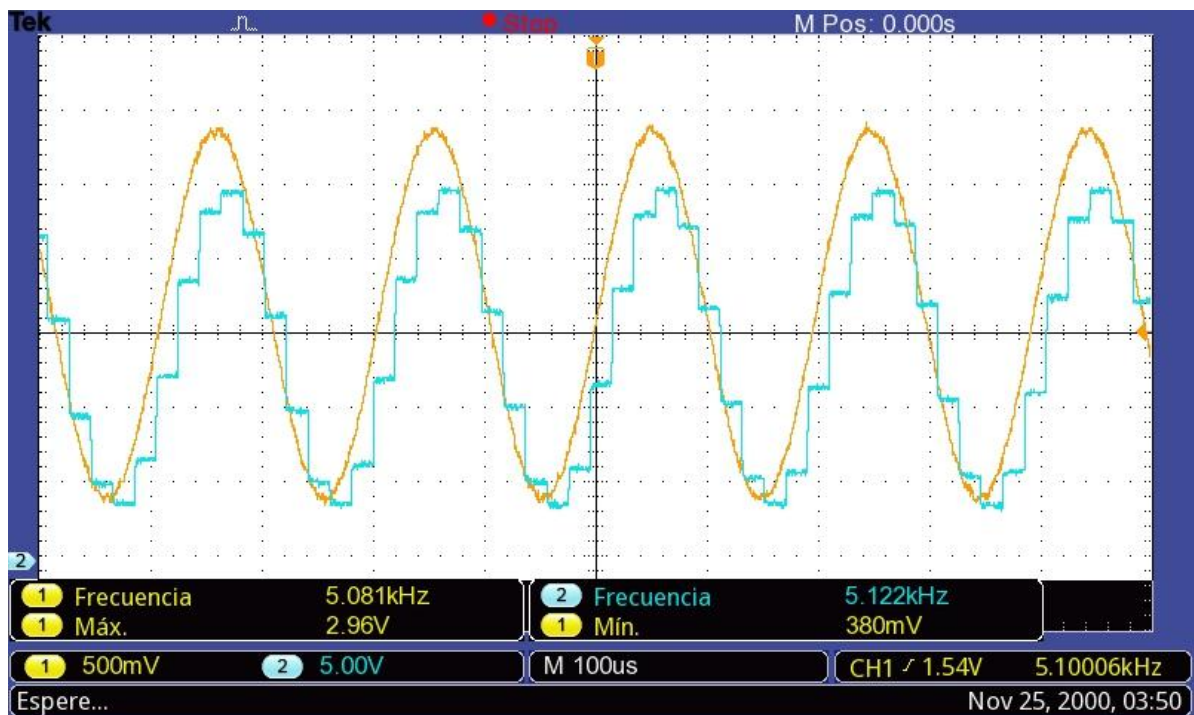 Tek Stop M Pos: 0.000s
2
1 Frecuencia 5.081kHz 2 Frecuencia 5.122kHz
1 Máx. 2.96V 1 Mín. 380mV
1 500mV 2 5.00V M 100us CH1 1.54V 5.10006kHz
Espere... Nov 25, 2000, 03:50